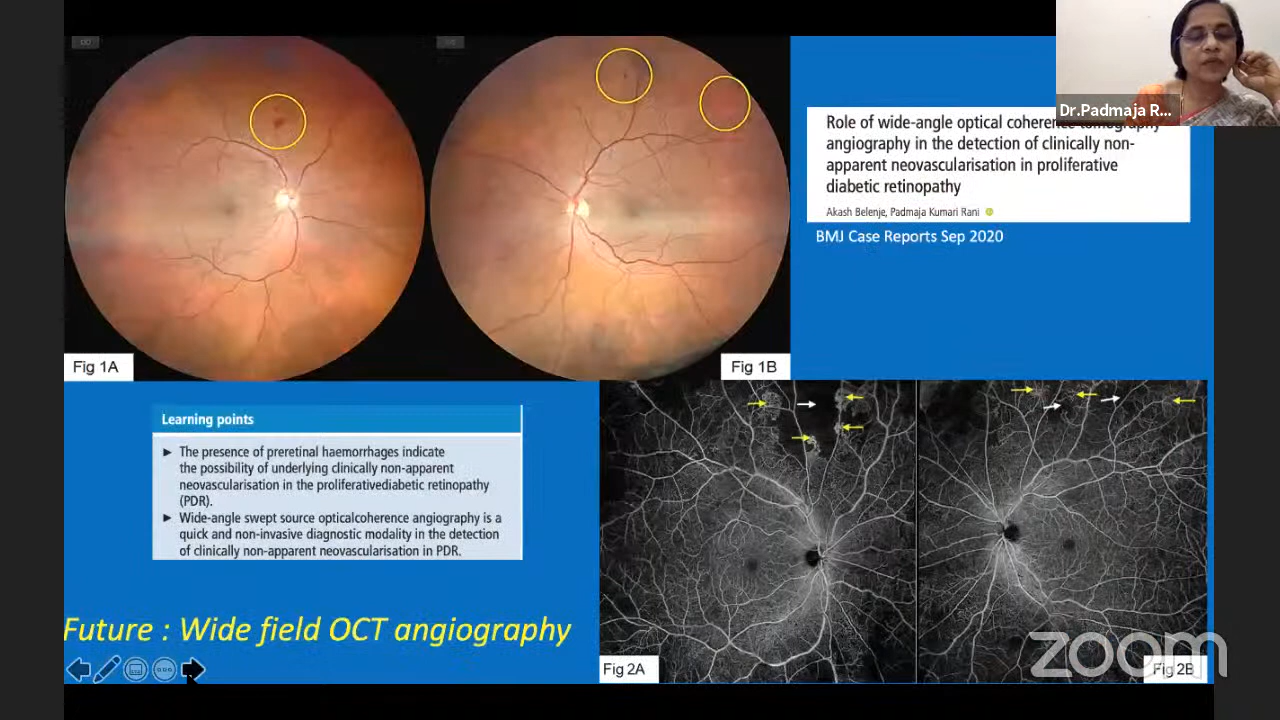 Dr.Padmaja R...
Role of wide-angle optical coherence tomography
angiography in the detection of clinically non-
apparent neovascularisation in proliferative
diabetic retinopathy
Akash Belenje, Padmaja Kumari Rani
BMJ Case Reports Sep 2020
Fig 1A
Fig 1B
Learning points
► The presence of preretinal haemorrhages indicate
the possibility of underlying clinically non-apparent
neovascularisation in the proliferativediabetic retinopathy
(PDR).
► Wide-angle swept source opticalcoherence angiography is a
quick and non-invasive diagnostic modality in the detection
of clinically non-apparent neovascularisation in PDR.
Future : Wide field OCT angiography
Fig 2A
Fig 2B
zoom